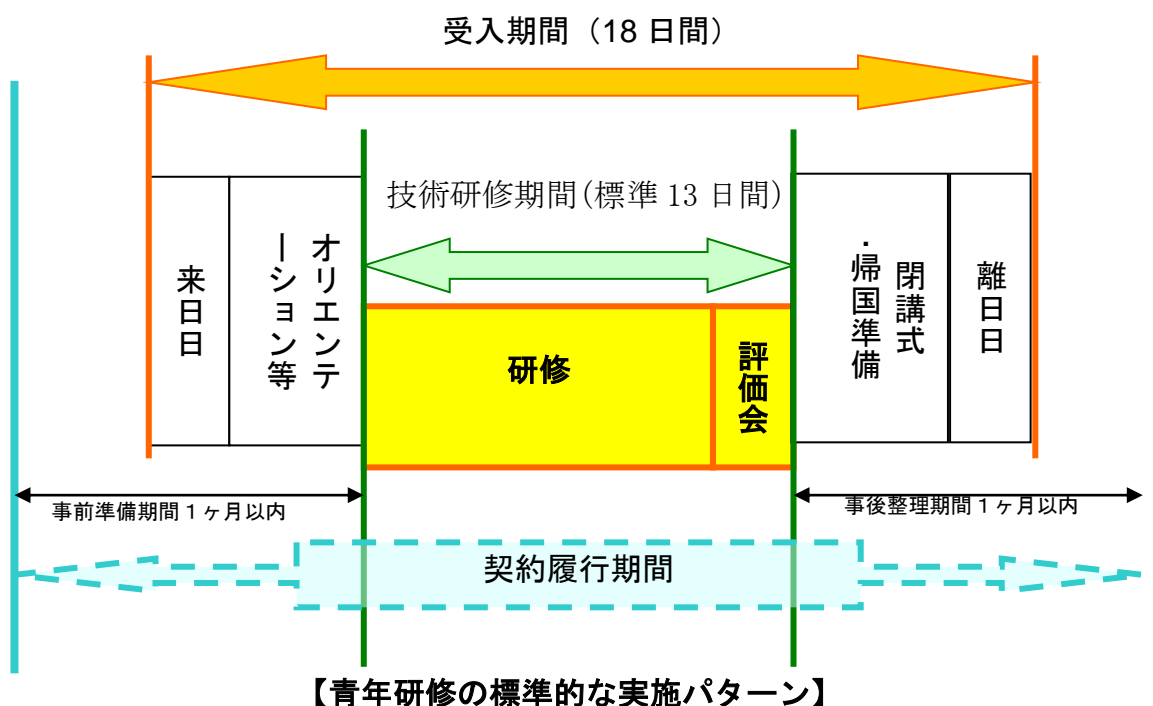 受入期間（18 日間）
技術研修期間（標準 13 日間）
来日日
オリエンテ
ーション等
研修
評価会
閉講式
・帰国準備
離日日
事前準備期間１ヶ月以内
事後整理期間１ヶ月以内
契約履行期間
【青年研修の標準的な実施パターン】